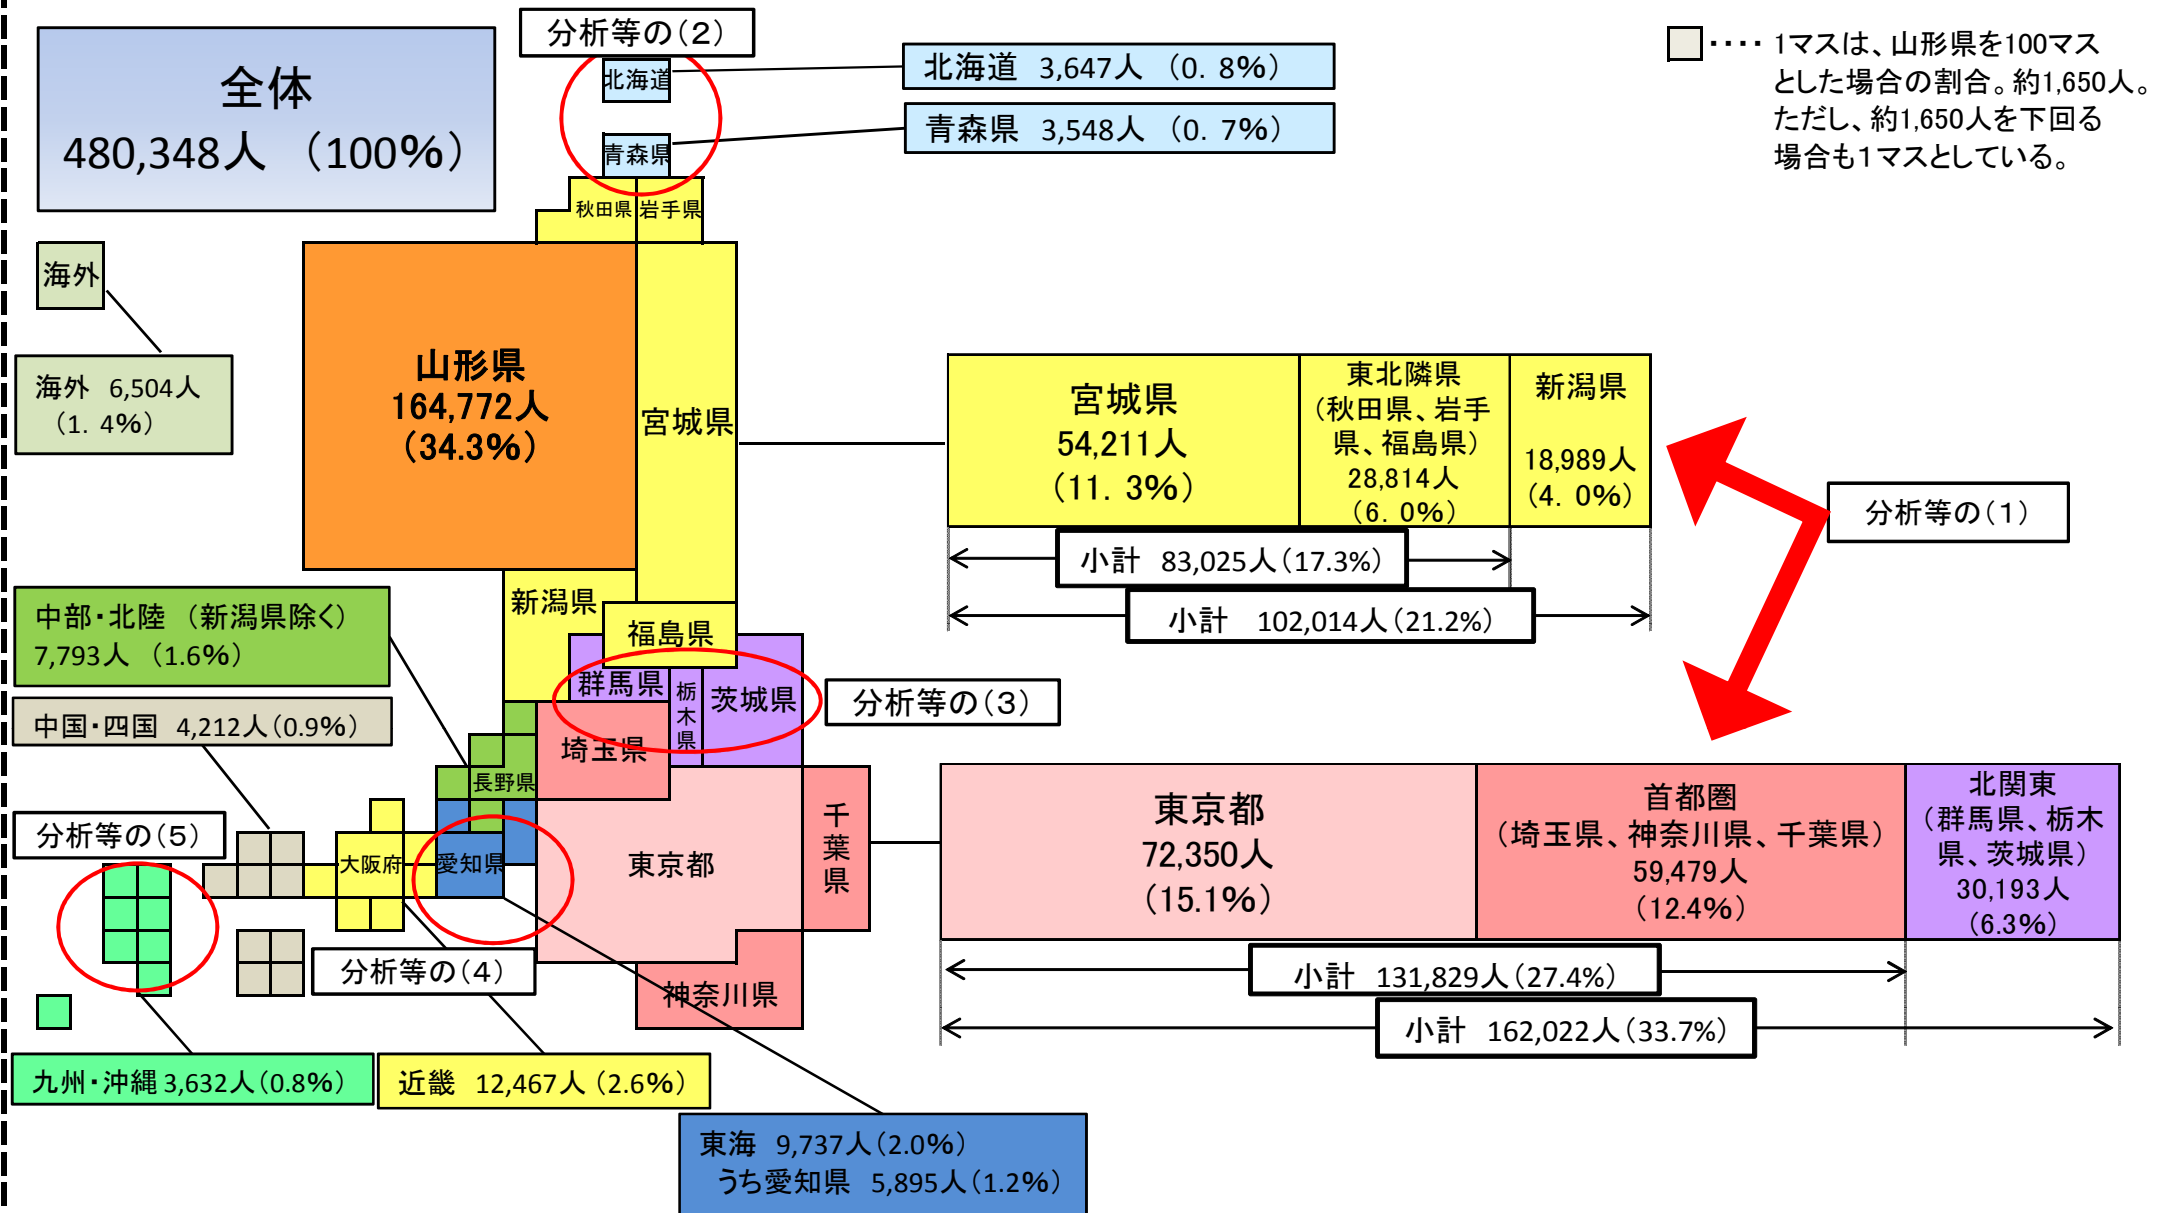 分析等の(2)
全体
480,348人 (100%)
北海道
北海道 3,647人 (0. 8%)
青森県
青森県 3,548人 (0. 7%)
････ 1マスは、山形県を100マス
とした場合の割合。約1,650人。
ただし、約1,650人を下回る
場合も1マスとしている。
秋田県
岩手県
海外
海外 6,504人
(1. 4%)
山形県
164,772人
(34.3%)
宮城県
宮城県
54,211人
(11. 3%)
東北隣県
(秋田県、岩手
県、福島県)
28,814人
(6. 0%)
新潟県
18,989人
(4. 0%)
分析等の(1)
小計 83,025人(17.3%)
小計 102,014人(21.2%)
新潟県
福島県
中部・北陸 (新潟県除く)
7,793人 (1.6%)
群馬県
栃木県
茨城県
分析等の(3)
中国・四国 4,212人(0.9%)
埼玉県
長野県
千葉県
東京都
愛知県
大阪府
分析等の(5)
東京都
72,350人
(15.1%)
首都圏
(埼玉県、神奈川県、千葉県)
59,479人
(12.4%)
北関東
(群馬県、栃木
県、茨城県)
30,193人
(6.3%)
小計 131,829人(27.4%)
小計 162,022人(33.7%)
分析等の(4)
神奈川県
九州・沖縄 3,632人(0.8%)
近畿 12,467人 (2.6%)
東海 9,737人(2.0%)
うち愛知県 5,895人(1.2%)